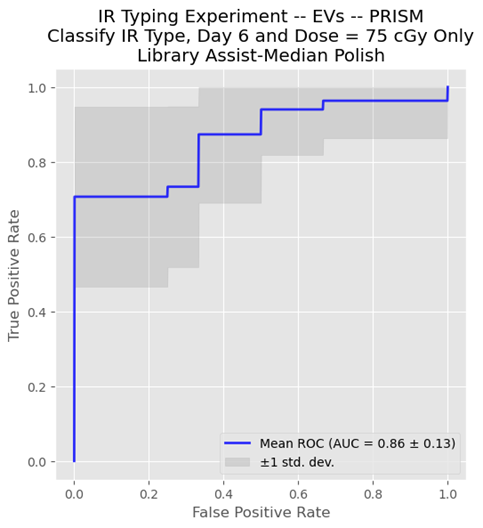 IR Typing Experiment -- EVs -- PRISM
Classify IR Type, Day 6 and Dose = 75 cGy Only
Library Assist-Median Polish
1.0
0.8
0.6
0.4
0.2
0.0
True Positive Rate
Mean ROC (AUC = 0.86 ± 0.13)
±1 std. dev.
0.0 0.2 0.4 0.6 0.8 1.0
False Positive Rate